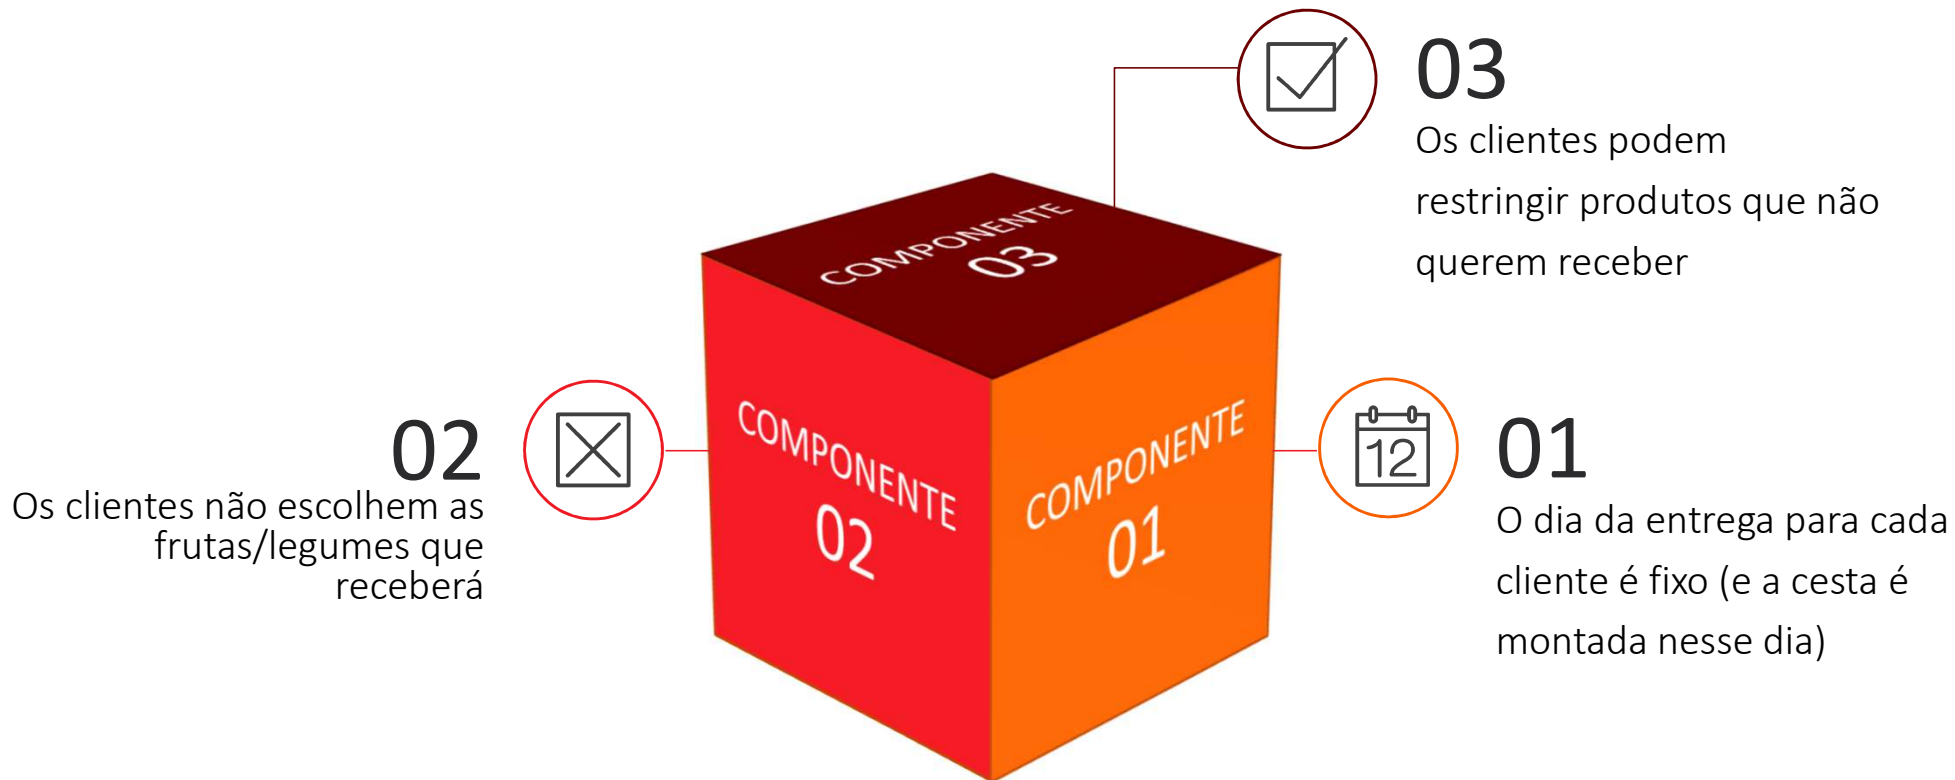 03
Os clientes podem
restringir produtos que não
querem receber
COMPONENTE
03
02
Os clientes não escolhem as
frutas/legumes que
receberá
COMPONENTE
02
COMPONENTE
01
12
01
O dia da entrega para cada
cliente é fixo (e a cesta é
montada nesse dia)